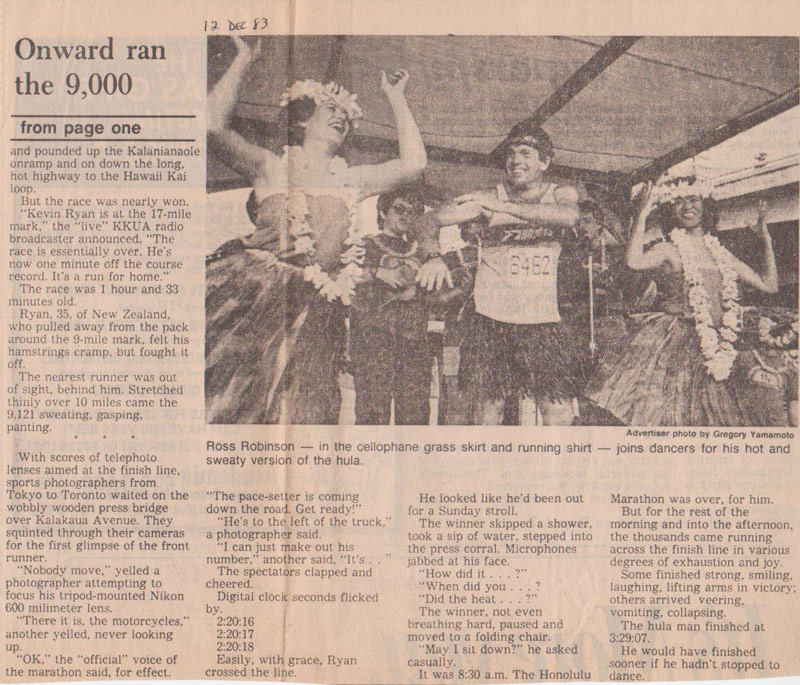 12 DEC 83
Onward ran
the 9,000
from page one
and pounded up the Kalanianaole
onramp and on down the long,
hot highway to the Hawaii Kai
loop.
But the race was nearly won.
"Kevin Ryan is at the 17-mile
mark," the "live" KKUA radio
broadcaster announced. "The
race is essentially over. He's
now one minute off the course
record. It's a run for home."
The race was 1 hour and 33
minutes old.
Ryan, 35, of New Zealand,
who pulled away from the pack
around the 9-mile mark, felt his
hamstrings cramp, but fought it
off.
The nearest runner was out
of sight, behind him. Stretched
thinly over 10 miles came the
9,121 sweating, gasping,
panting.
* * *
With scores of telephoto
lenses aimed at the finish line,
sports photographers from
Tokyo to Toronto waited on the
wobbly wooden press bridge
over Kalakaua Avenue. They
squinted through their cameras
for the first glimpse of the front
runner.
"Nobody move," yelled a
photographer attempting to
focus his tripod-mounted Nikon
600 milimeter lens.
"There it is, the motorcycles,"
another yelled, never looking
up.
"OK," the "official" voice of
the marathon said, for effect.
6462
Advertiser photo by Gregory Yamamoto
Ross Robinson — in the cellophane grass skirt and running shirt — joins dancers for his hot and
sweaty version of the hula.
"The pace-setter is coming
down the road. Get ready!"
"He's to the left of the truck,"
a photographer said.
"I can just make out his
number," another said, "It's . . "
The spectators clapped and
cheered.
Digital clock seconds flicked
by.
2:20:16
2:20:17
2:20:18
Easily, with grace, Ryan
crossed the line.
He looked like he'd been out
for a Sunday stroll.
The winner skipped a shower,
took a sip of water, stepped into
the press corral. Microphones
jabbed at his face.
"How did it . . . ?"
"When did you . . . ?
"Did the heat . . . ?"
The winner, not even
breathing hard, paused and
moved to a folding chair.
"May I sit down?" he asked
casually.
It was 8:30 a.m. The Honolulu
Marathon was over, for him.
But for the rest of the
morning and into the afternoon,
the thousands came running
across the finish line in various
degrees of exhaustion and joy.
Some finished strong, smiling,
laughing, lifting arms in victory;
others arrived veering,
vomiting, collapsing.
The hula man finished at
3:29:07.
He would have finished
sooner if he hadn't stopped to
dance.